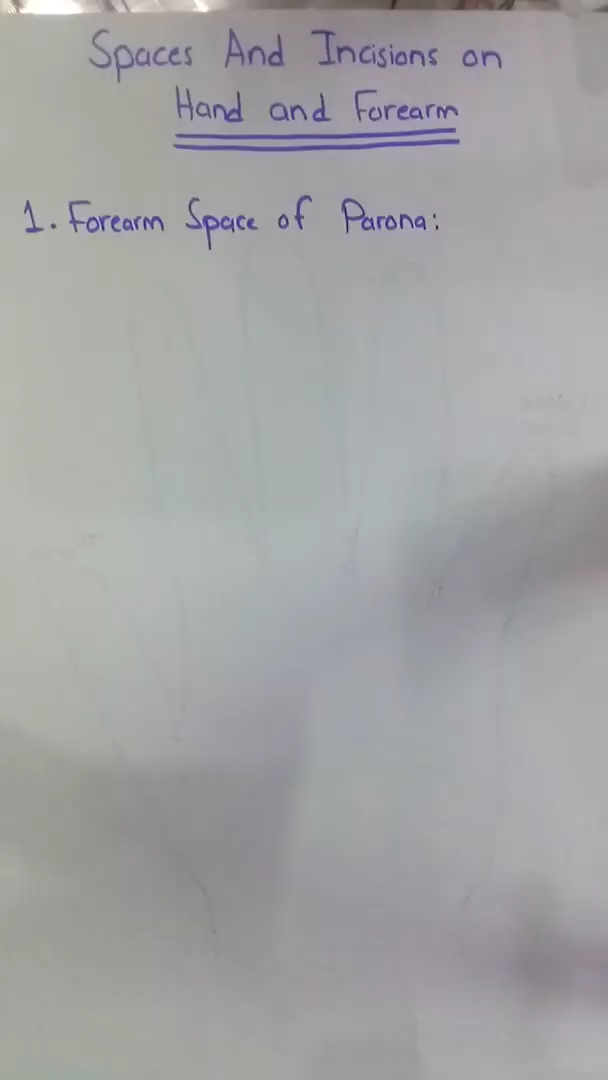 Spaces And Incisions on
Hand and Forearm
1. Forearm Space of Parona: